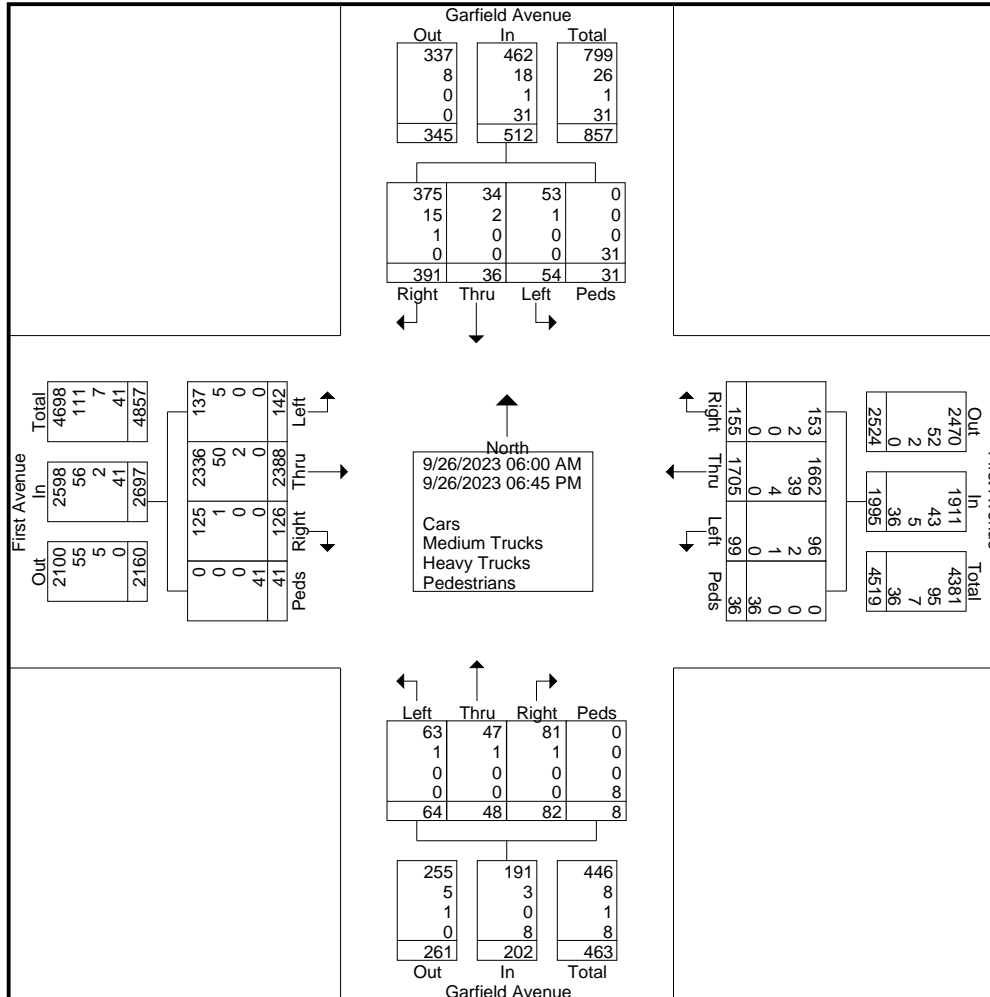 Garfield Avenue
Out In Total
337 462 799
8 18 26
0 1 1
0 31 31
345 512 857
375 34 53 0
15 2 1 0
1 0 0 0
0 0 0 31
391 36 54 31
Right Thru Left Peds
First Avenue
Total In Out
4698 2598 2100
111 56 55
7 2 5
41 41 0
4857 2697 2160
137 2336 125 0
5 50 1 0
0 2 0 0
0 0 0 41
142 2388 126 41
Left Thru Right Peds
North
9/26/2023 06:00 AM
9/26/2023 06:45 PM
Cars
Medium Trucks
Heavy Trucks
Pedestrians
Right Thru Left Peds
155 1705 99 36
0 0 0 36
0 4 1 0
2 39 2 0
153 1662 96 0
Out In Total
2470 1911 4381
52 43 95
2 5 7
0 36 36
2524 1995 4519
Left Thru Right Peds
63 47 81 0
1 1 1 0
0 0 0 0
0 0 0 8
64 48 82 8
255 191 446
5 3 8
1 0 1
0 8 8
261 202 463
Out In Total
Garfield Avenue